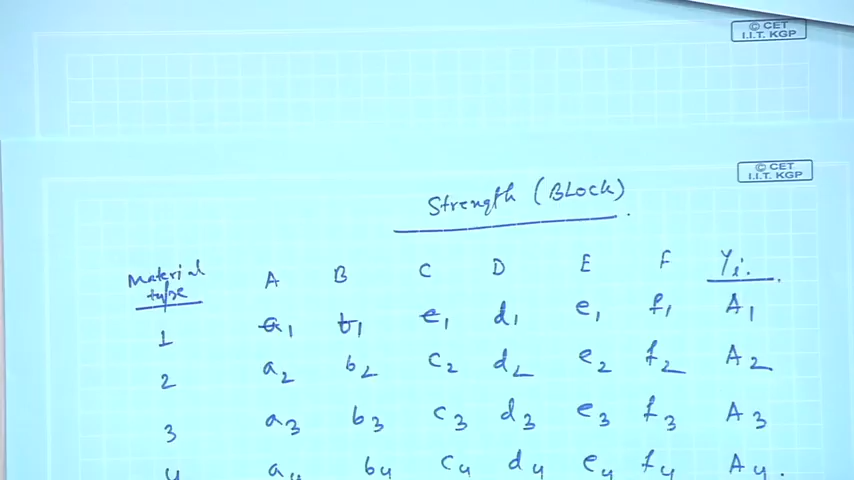 © CET
I.I.T. KGP
© CET
I.I.T. KGP
Strength (BLOCK)
Material type A B C D E F Yi.
1 a1 b1 c1 d1 e1 f1 A1
2 a2 b2 c2 d2 e2 f2 A2
3 a3 b3 c3 d3 e3 f3 A3
4 a4 b4 c4 d4 e4 f4 A4.